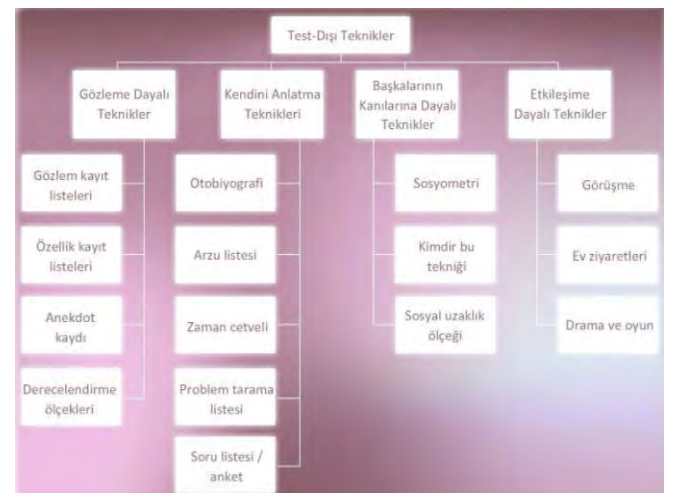 Test-Dışı Teknikler
Gözleme Dayalı
Teknikler
Gözlem kayıt
listeleri
Özellik kayıt
listeleri
Anekdot
kaydı
Derecelendirme
ölçekleri
Kendini Anlatma
Teknikleri
Otobiyografi
Arzu listesi
Zaman cetveli
Problem tarama
listesi
Soru listesi /
anket
Başkalarının
Kanılarına Dayalı
Teknikler
Sosyometri
Kimdir bu
tekniği
Sosyal uzaklık
ölçeği
Etkileşime
Dayalı Teknikler
Görüşme
Ev ziyaretleri
Drama ve oyun